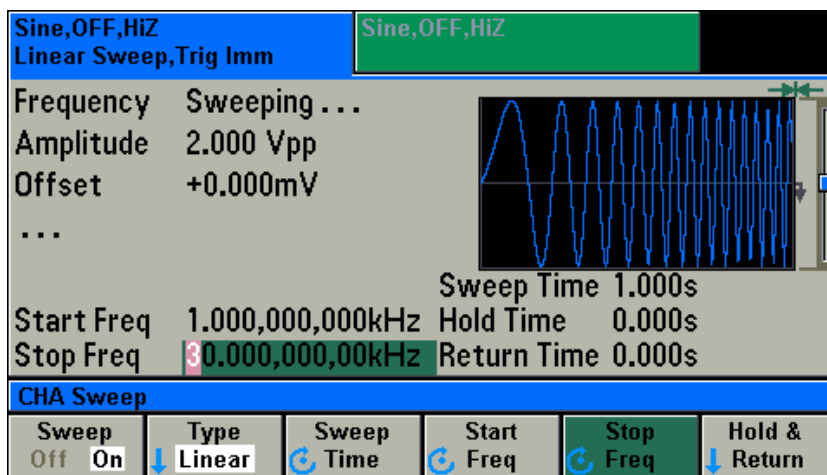 Sine,OFF,HiZ
Linear Sweep,Trig Imm
Sine,OFF,HiZ
Frequency Sweeping...
Amplitude 2.000 Vpp
Offset +0.000mV
...
Sweep Time 1.000s
Start Freq 1.000,000,000kHz Hold Time 0.000s
Stop Freq 30.000,000,00kHz Return Time 0.000s
CHA Sweep
Sweep Off On
Type Linear
Sweep Time
Start Freq
Stop Freq
Hold & Return